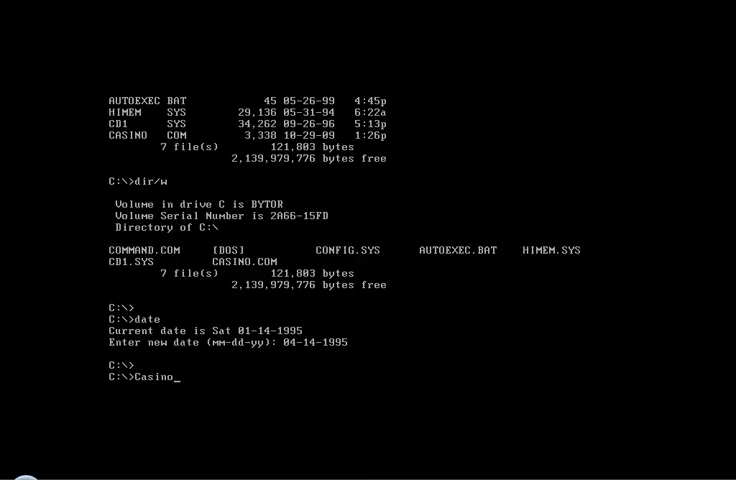 AUTOEXEC BAT 45 05-26-99 4:45p
HIMEM SYS 29,136 05-31-94 6:22a
CD1 SYS 34,262 09-26-96 5:13p
CASINO COM 3,338 10-29-09 1:26p
7 file(s) 121,803 bytes
2,139,979,776 bytes free
C:\>dir/w
Volume in drive C is BYTOR
Volume Serial Number is 2A66-15FD
Directory of C:\
COMMAND.COM [DOS] CONFIG.SYS AUTOEXEC.BAT HIMEM.SYS
CD1.SYS CASINO.COM
7 file(s) 121,803 bytes
2,139,979,776 bytes free
C:\>
C:\>date
Current date is Sat 01-14-1995
Enter new date (mm-dd-yy): 04-14-1995
C:\>
C:\>Casino_